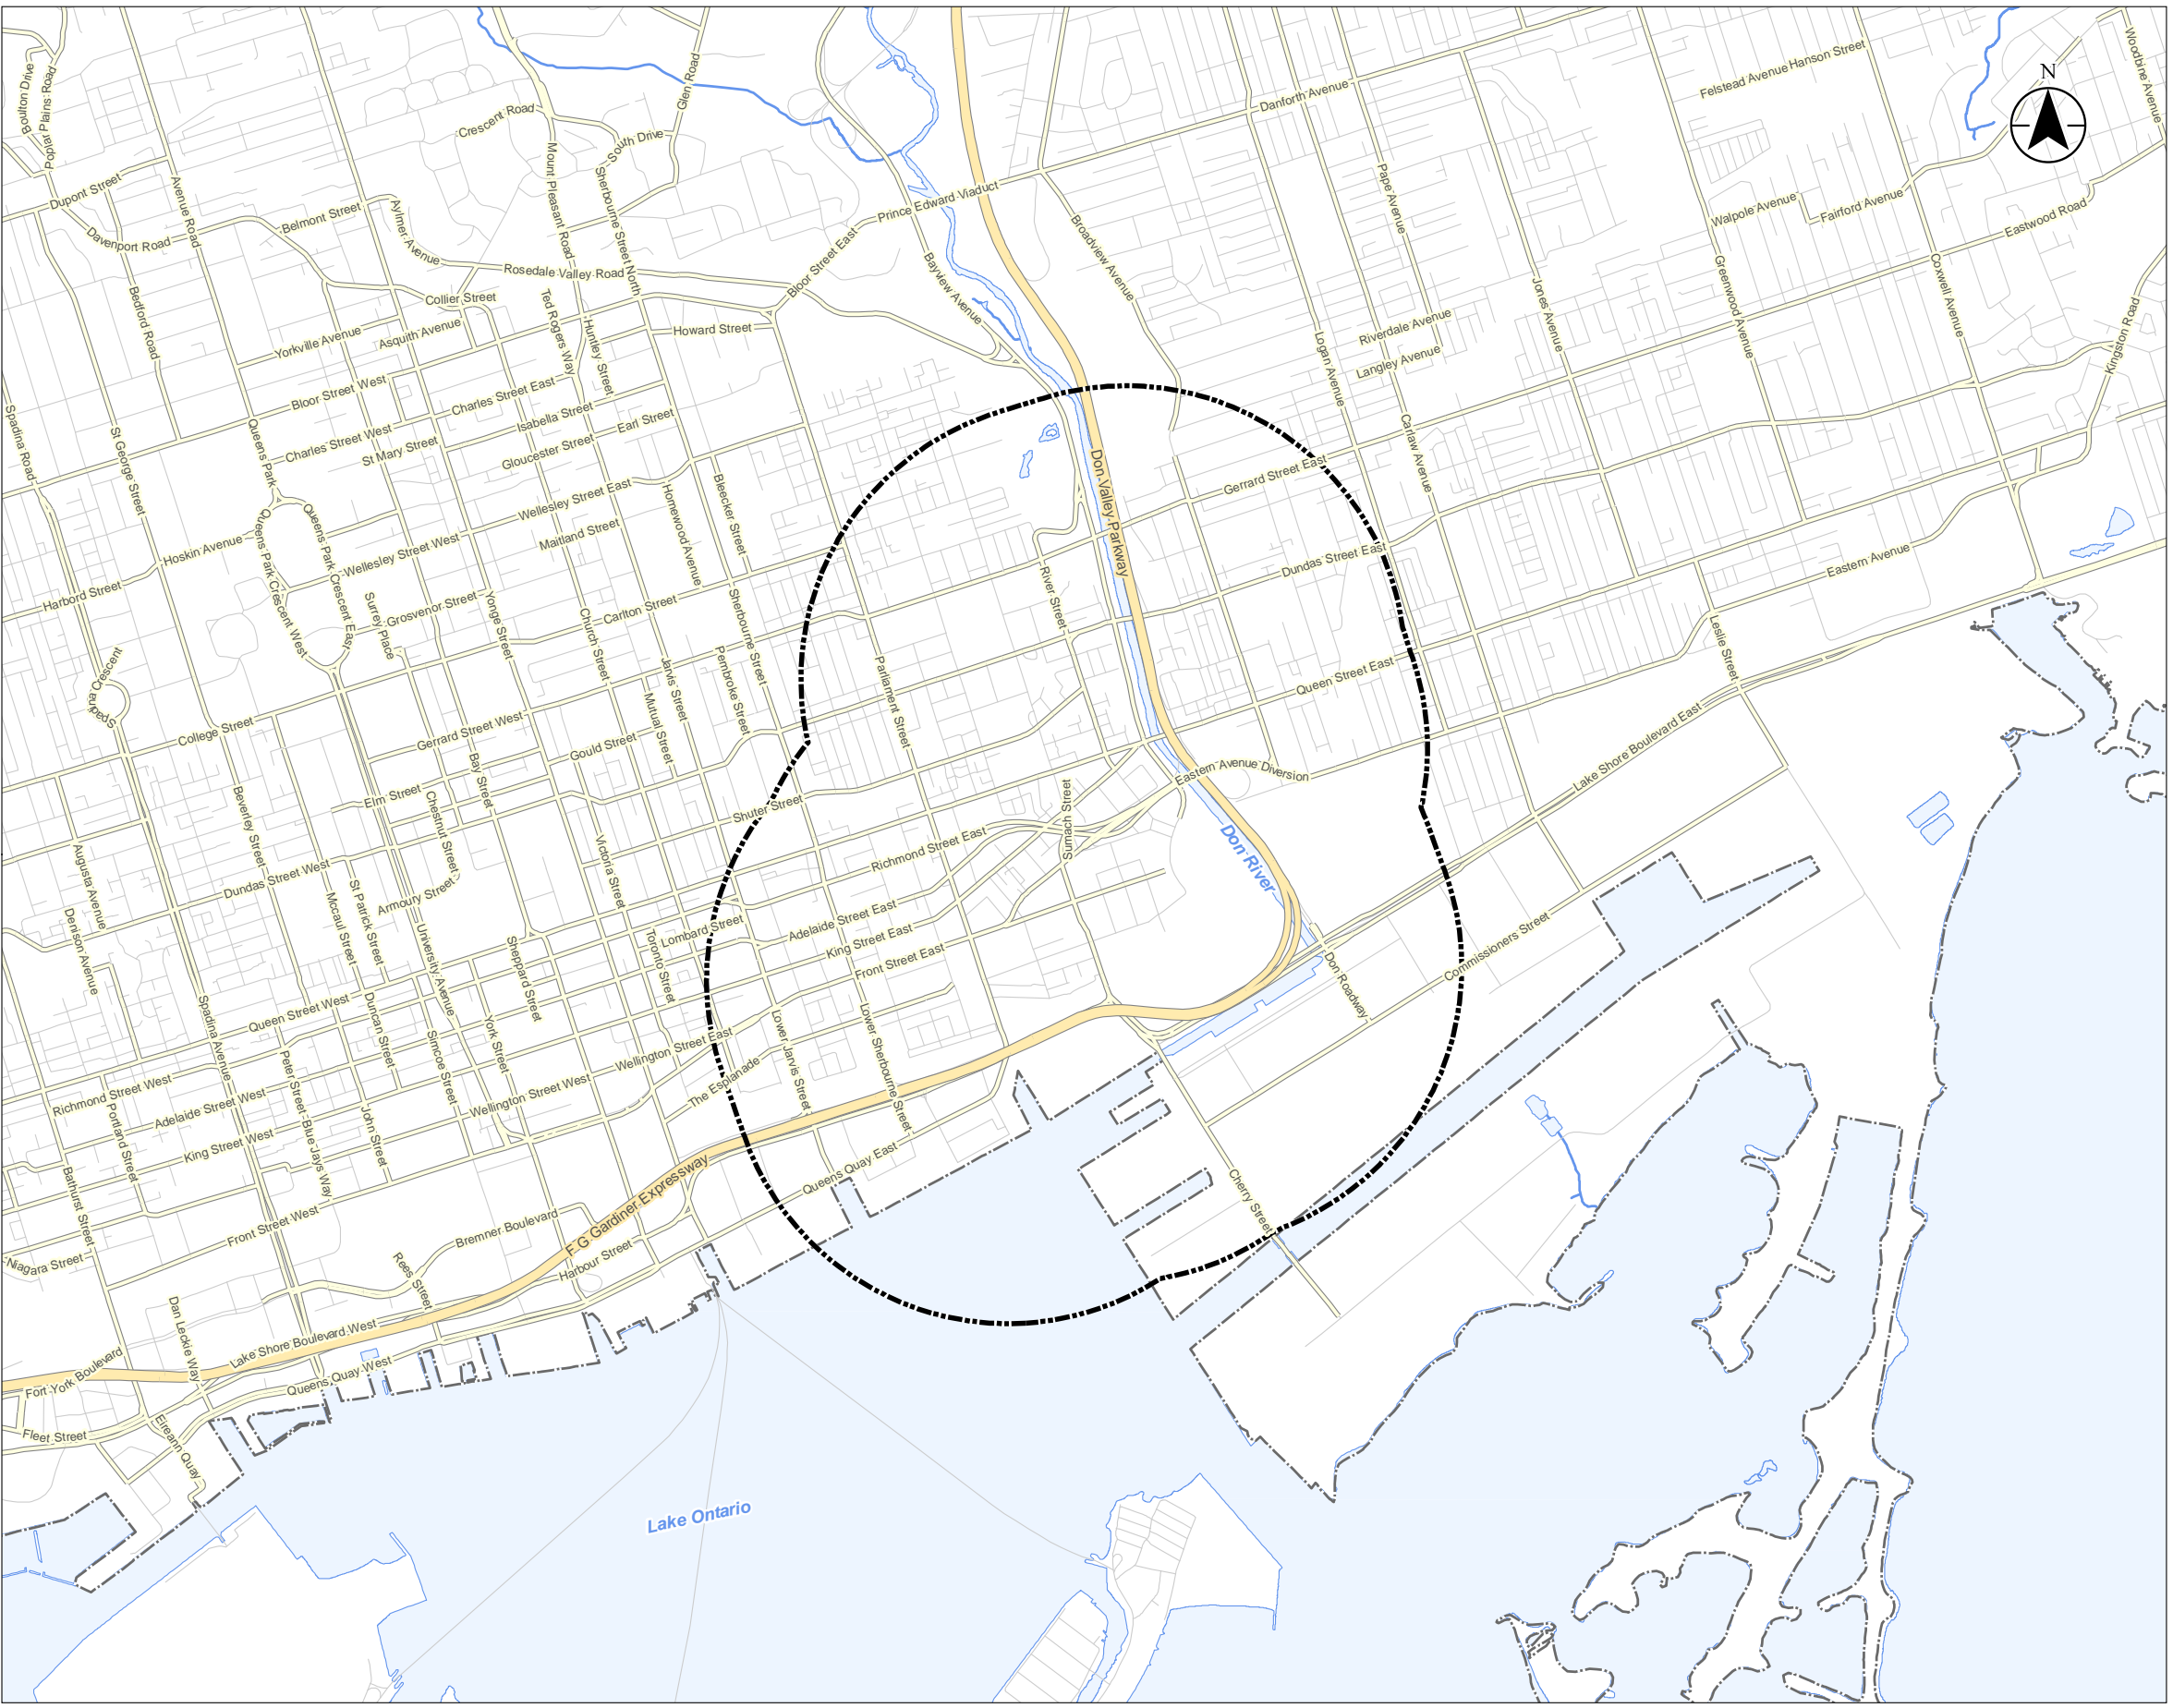 Boulton Drive
Poplar Plains Road
Glen Road
Felstead Avenue
Hanson Street
Woodbine Avenue
N
Crescent Road
South Drive
Danforth Avenue
Dupont Street
Avenue Road
Mount Pleasant Road
Sherbourne Street North
Pape Avenue
Belmont Street
Aylmer Avenue
Prince Edward Viaduct
Walpole Avenue
Fairford Avenue
Eastwood Road
Davenport Road
Rosedale Valley Road
Bloor Street East
Bayview Avenue
Broadview Avenue
Bedford Road
Collier Street
Ted Rogers Way
Huntley Street
Howard Street
Yorkville Avenue
Asquith Avenue
Logan Avenue
Riverdale Avenue
Langley Avenue
Jones Avenue
Greenwood Avenue
Coxwell Avenue
Kingston Road
Spadina Road
St George Street
Bloor Street West
Queens Park
Charles Street East
Charles Street West
St Mary Street
Isabella Street
Gloucester Street
Earl Street
Carlaw Avenue
Don Valley Parkway
Gerrard Street East
Wellesley Street East
Homewood Avenue
Bleecker Street
Maitland Street
Hoskin Avenue
Harbord Street
Queens Park Crescent West
Queens Park Crescent East
Wellesley Street West
Surrey Place
Grosvenor Street
Yonge Street
Church Street
Carlton Street
Sherbourne Street
River Street
Dundas Street East
Eastern Avenue
Leslie Street
Spadina Crescent
Jarvis Street
Pembroke Street
Parliament Street
Mutual Street
Queen Street East
College Street
Gerrard Street West
Gould Street
Bay Street
Elm Street
Chestnut Street
Beverley Street
Shuter Street
Victoria Street
Eastern Avenue Diversion
Lake Shore Boulevard East
Sumach Street
Richmond Street East
Don River
Augusta Avenue
Denison Avenue
Dundas Street West
Mccaul Street
St Patrick Street
Armoury Street
University Avenue
Sheppard Street
Toronto Street
Lombard Street
Adelaide Street East
King Street East
Front Street East
Don Roadway
Commissioners Street
Spadina Avenue
Queen Street West
Duncan Street
Simcoe Street
York Street
Wellington Street East
The Esplanade
Lower Jarvis Street
Lower Sherbourne Street
Richmond Street West
Adelaide Street West
Portland Street
King Street West
Peter Street
Blue Jays Way
John Street
Wellington Street West
Bathurst Street
Front Street West
Niagara Street
Bremner Boulevard
F G Gardiner Expressway
Harbour Street
Queens Quay East
Cherry Street
Rees Street
Dan Leckie Way
Lake Shore Boulevard West
Fort York Boulevard
Queens Quay West
Fleet Street
Eireann Quay
Lake Ontario